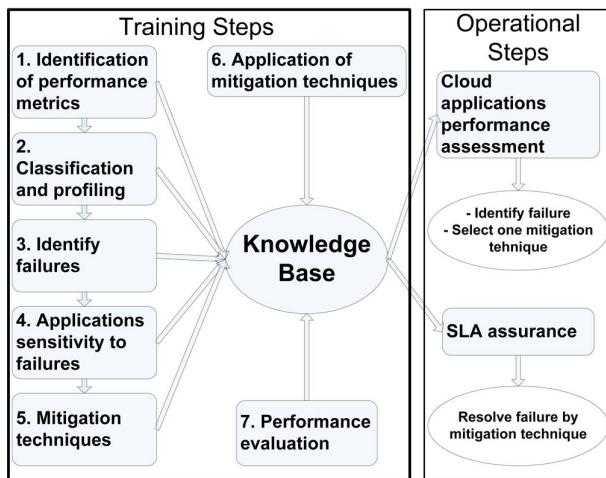 Training Steps
1. Identification
of performance
metrics
2.
Classification
and profiling
3. Identify
failures
4. Applications
sensitivity to
failures
5. Mitigation
techniques
6. Application of
mitigation techniques
Knowledge
Base
7. Performance
evaluation
Operational
Steps
Cloud
applications
performance
assessment
- Identify failure
- Select one mitigation
tehnique
SLA assurance
Resolve failure by
mitigation technique